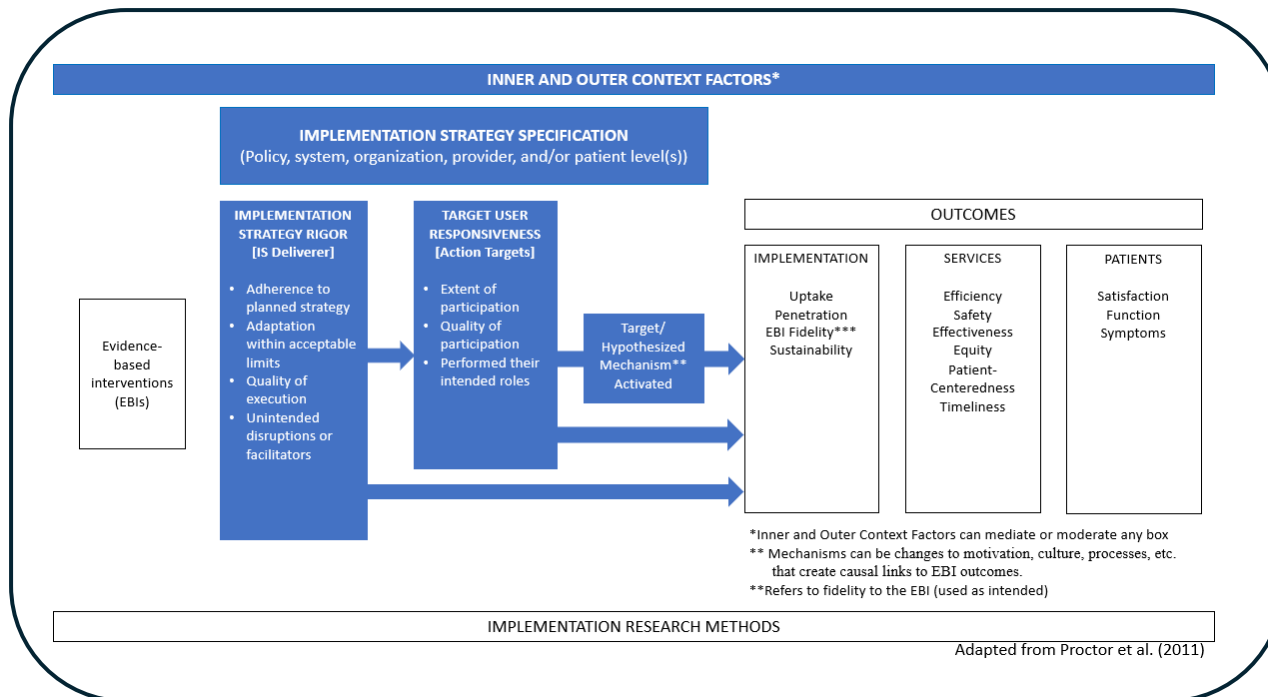 INNER AND OUTER CONTEXT FACTORS*
IMPLEMENTATION STRATEGY SPECIFICATION
(Policy, system, organization, provider, and/or patient level(s))
Evidence-
based
interventions
(EBIs)
IMPLEMENTATION
STRATEGY RIGOR
[IS Deliverer]
• Adherence to
planned strategy
• Adaptation
within acceptable
limits
• Quality of
execution
• Unintended
disruptions or
facilitators
TARGET USER
RESPONSIVENESS
[Action Targets]
• Extent of
participation
• Quality of
participation
• Performed their
intended roles
Target/
Hypothesized
Mechanism**
Activated
OUTCOMES
IMPLEMENTATION
Uptake
Penetration
EBI Fidelity***
Sustainability
SERVICES
Efficiency
Safety
Effectiveness
Equity
Patient-
Centeredness
Timeliness
PATIENTS
Satisfaction
Function
Symptoms
*Inner and Outer Context Factors can mediate or moderate any box
** Mechanisms can be changes to motivation, culture, processes, etc.
that create causal links to EBI outcomes.
**Refers to fidelity to the EBI (used as intended)
IMPLEMENTATION RESEARCH METHODS
Adapted from Proctor et al. (2011)